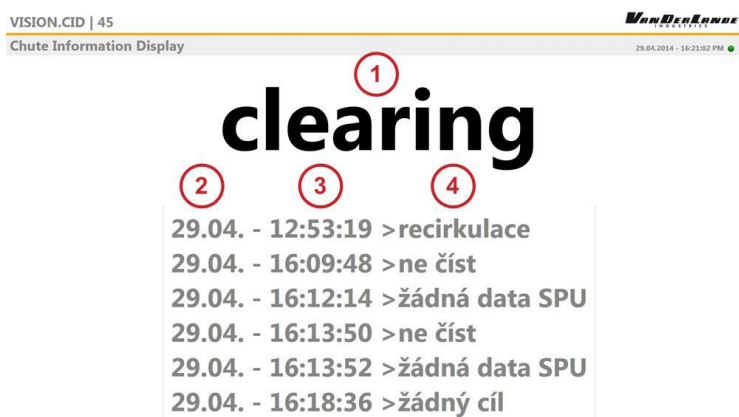 VISION.CID | 45
VANDERLANDE
INDUSTRIES
Chute Information Display
29.04.2014 - 16:21:02 PM
1
clearing
2 3 4
29.04. - 12:53:19 >recirkulace
29.04. - 16:09:48 >ne číst
29.04. - 16:12:14 >žádná data SPU
29.04. - 16:13:50 >ne číst
29.04. - 16:13:52 >žádná data SPU
29.04. - 16:18:36 >žádný cíl